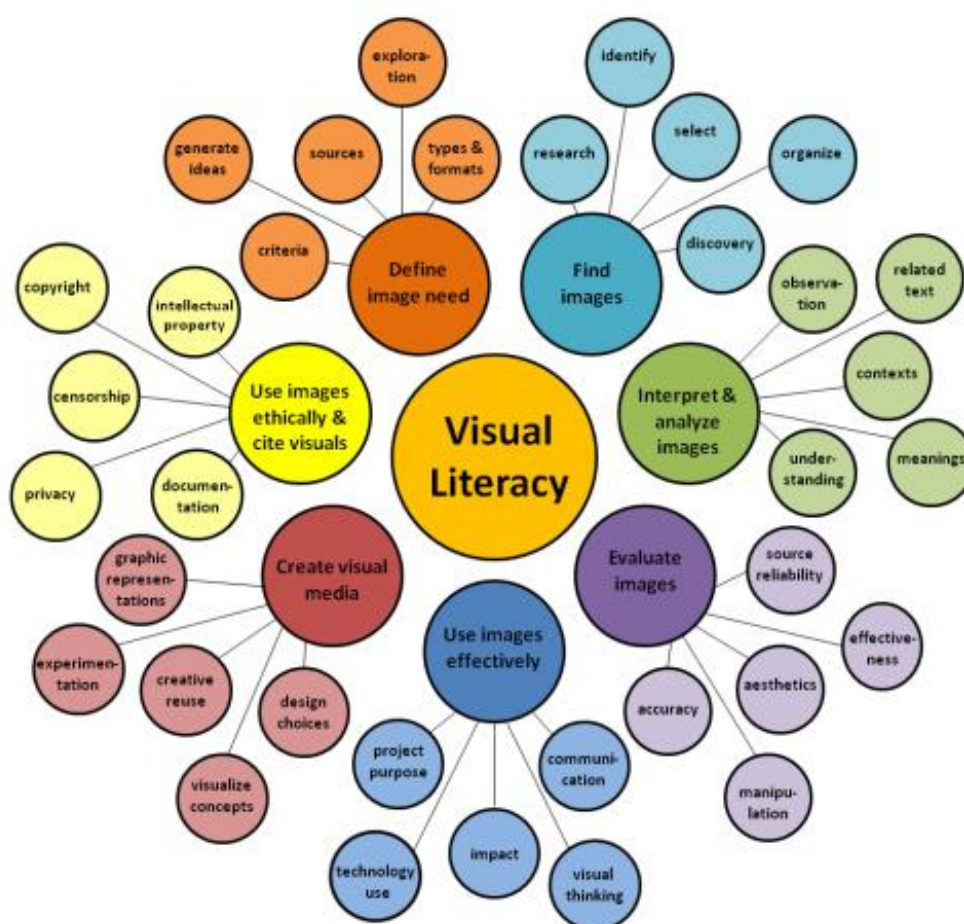 Visual
Literacy
Define
image need
explora-
tion
generate
ideas
sources
types &
formats
criteria
Find
images
identify
select
research
organize
discovery
Interpret &
analyze
images
observa-
tion
related
text
contexts
meanings
under-
standing
Evaluate
images
source
reliability
effective-
ness
aesthetics
accuracy
manipu-
lation
Use images
effectively
project
purpose
communi-
cation
technology
use
impact
visual
thinking
Create visual
media
graphic
represen-
tations
experimen-
tation
creative
reuse
design
choices
visualize
concepts
Use images
ethically &
cite visuals
copyright
intellectual
property
censorship
privacy
documen-
tation